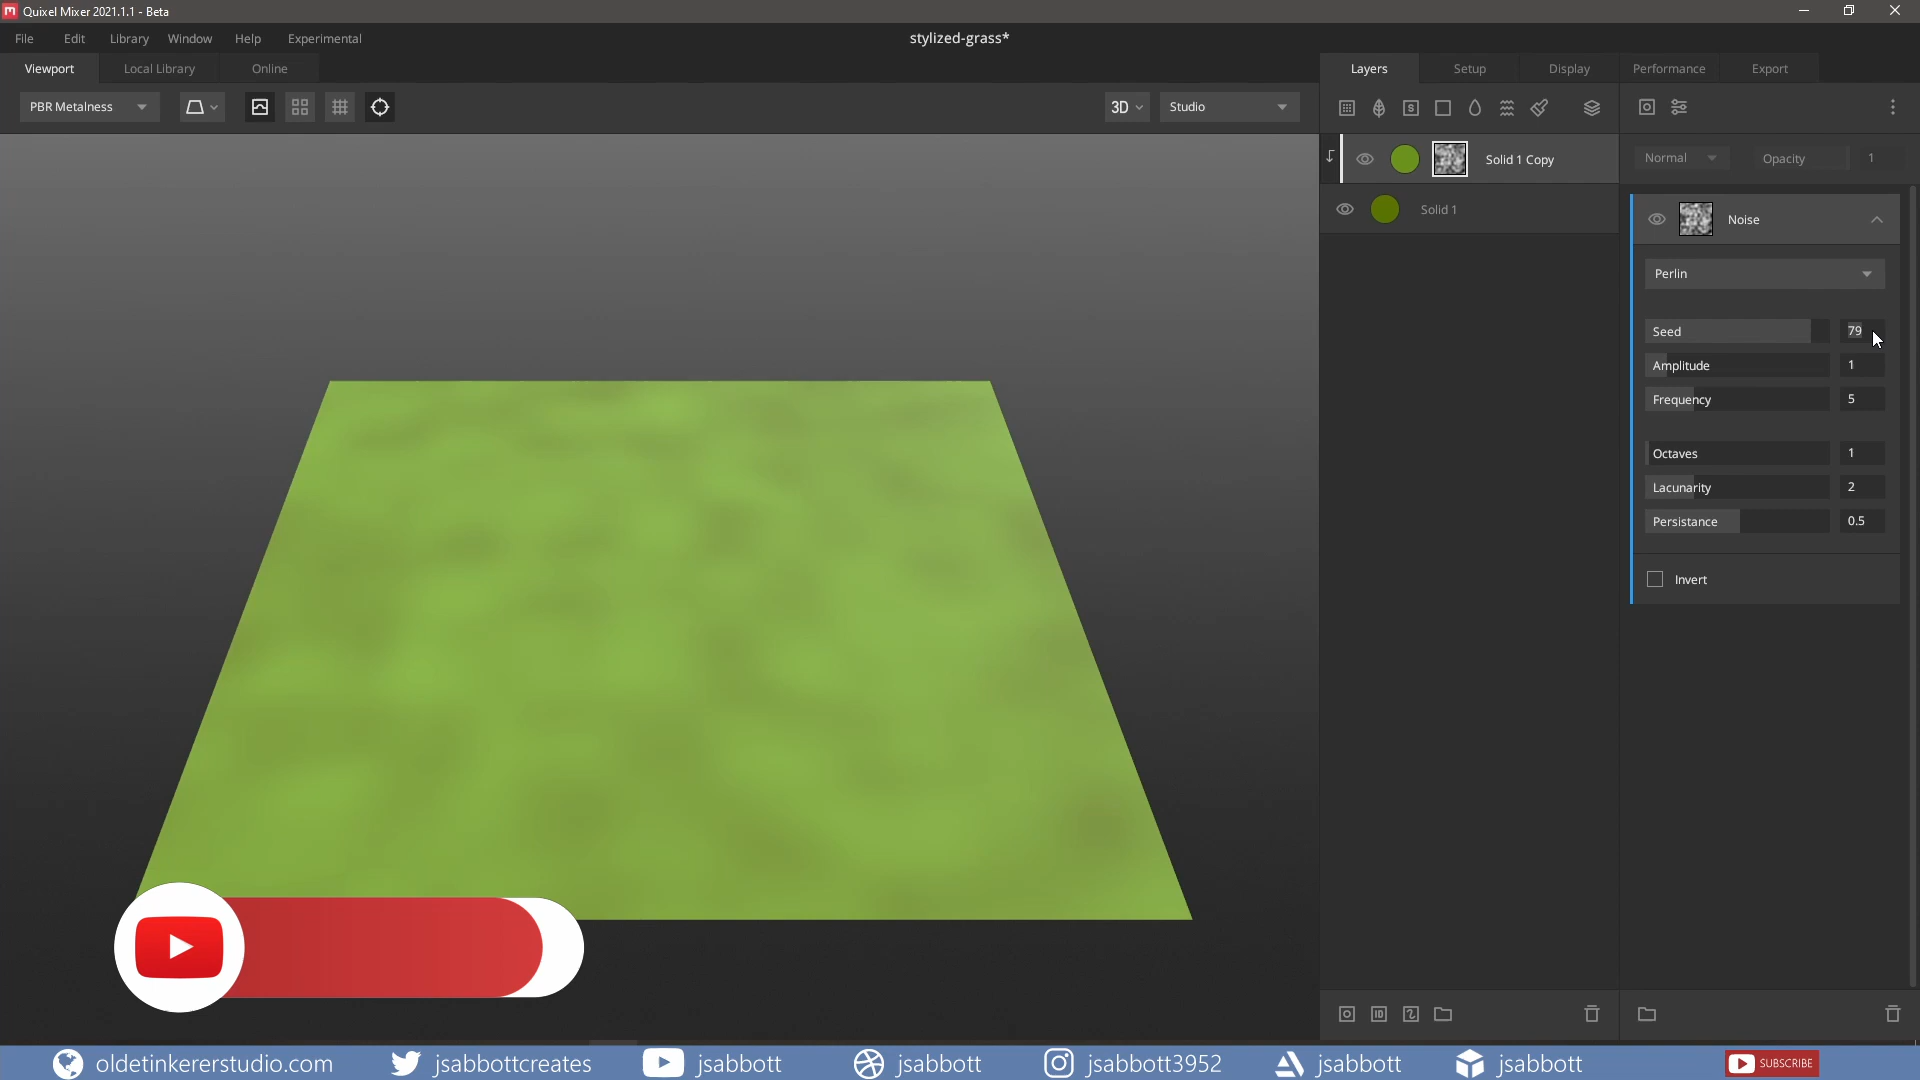 Quixel Mixer 2021.1.1 - Beta
File Edit Library Window Help Experimental
stylized-grass*
Viewport Local Library Online
Layers Setup Display Performance Export
PBR Metalness
3D Studio
Solid 1 Copy
Normal Opacity 1
Solid 1
Noise
Perlin
Seed 79
Amplitude 1
Frequency 5
Octaves 1
Lacunarity 2
Persistance 0.5
Invert
oldetinkererstudio.com jsabbottcreates jsabbott jsabbott jsabbott3952 jsabbott jsabbott SUBSCRIBE